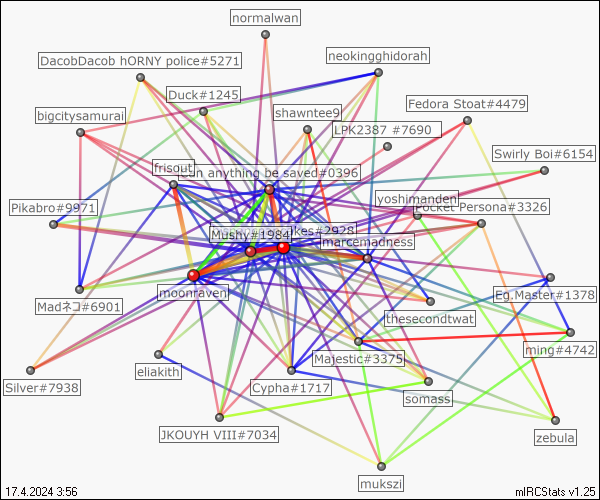 normalwan
neokingghidorah
DacobDacob hORNY police#5271
Duck#1245
Fedora Stoat#4479
shawntee9
bigcitysamurai
LPK2387 #7690
Swirly Boi#6154
frisout
anything be saved#0396
yoshimanden
Pikabro#9971
Persona#3326
Mushy#1984
kes#2928
marcemadness
moonraven
Eg.Master#1378
Madネコ#6901
thesecondtwat
ming#4742
Majestic#3375
eliakith
Silver#7938
Cypha#1717
somass
JKOUYH VIII#7034
zebula
mukszi
17.4.2024 3:56
mIRCStats v1.25